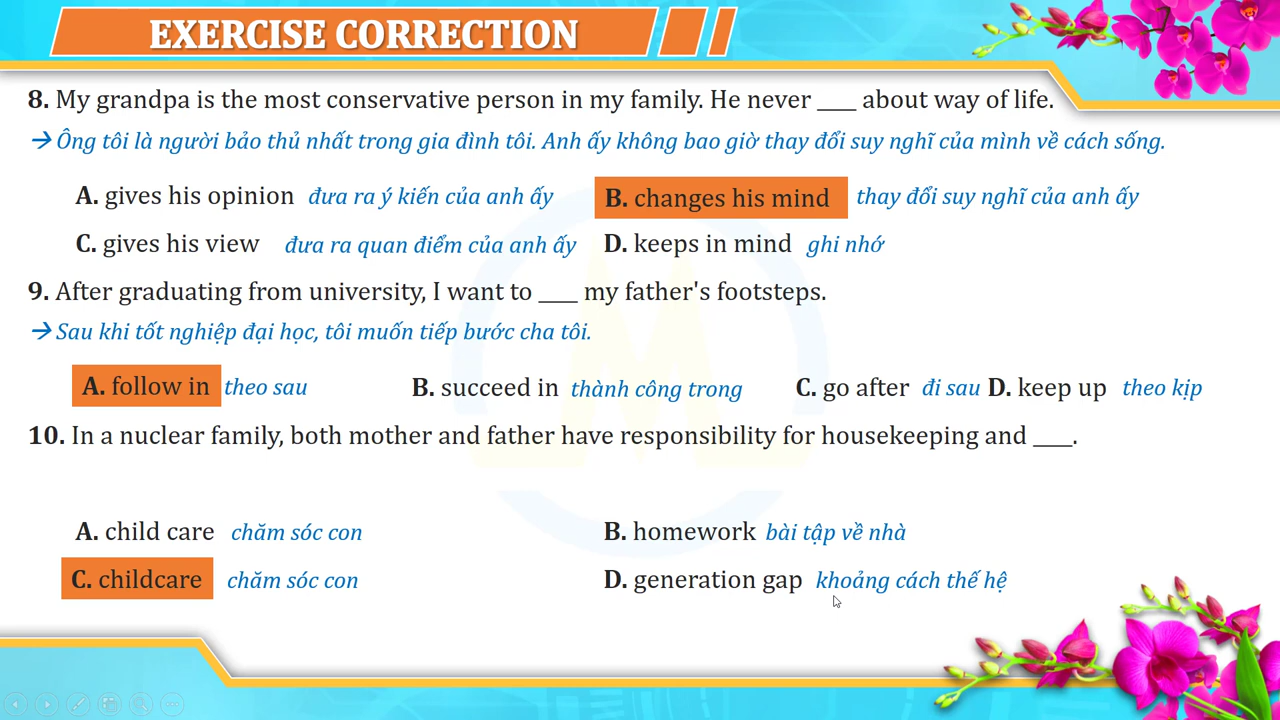 EXERCISE CORRECTION
8. My grandpa is the most conservative person in my family. He never ____ about way of life.
→ Ông tôi là người bảo thủ nhất trong gia đình tôi. Anh ấy không bao giờ thay đổi suy nghĩ của mình về cách sống.
A. gives his opinion đưa ra ý kiến của anh ấy B. changes his mind thay đổi suy nghĩ của anh ấy
C. gives his view đưa ra quan điểm của anh ấy D. keeps in mind ghi nhớ
9. After graduating from university, I want to ____ my father's footsteps.
→ Sau khi tốt nghiệp đại học, tôi muốn tiếp bước cha tôi.
A. follow in theo sau B. succeed in thành công trong C. go after đi sau D. keep up theo kịp
10. In a nuclear family, both mother and father have responsibility for housekeeping and ____.
A. child care chăm sóc con B. homework bài tập về nhà
C. childcare chăm sóc con D. generation gap khoảng cách thế hệ